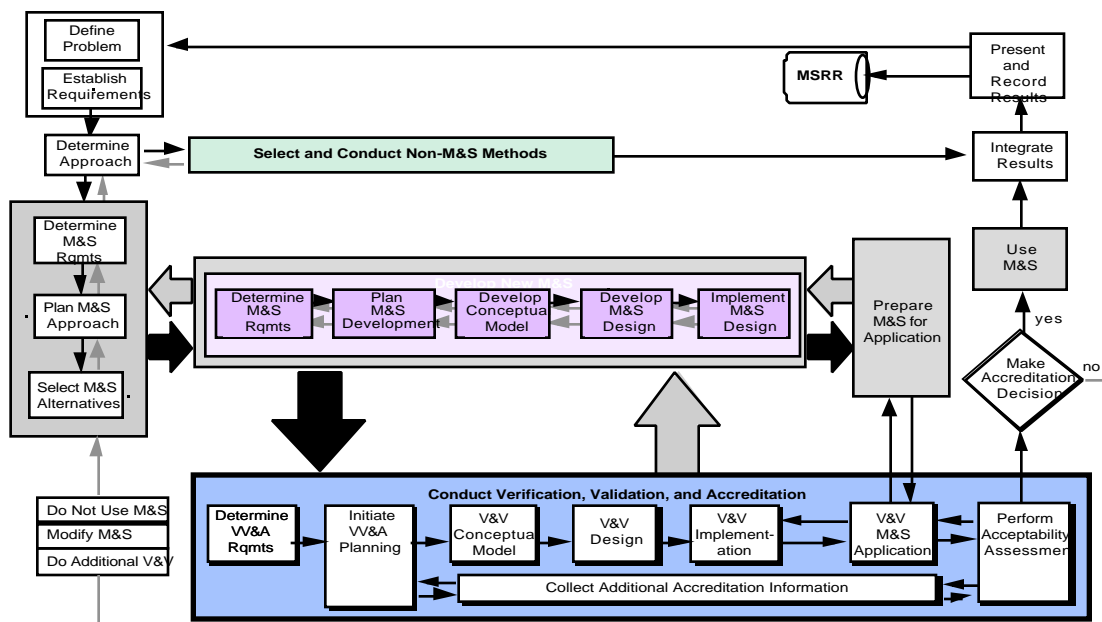 Define
Problem
Establish
Requirements
Determine
Approach
Select and Conduct Non-M&S Methods
MSRR
Present
and
Record
Results
Integrate
Results
Determine
M&S
Rqmts
Plan M&S
Approach
Select M&S
Alternatives
Develop New M&S
Determine
M&S
Rqmts
Plan
M&S
Development
Develop
Conceptua
Model
Develop
M&S
Design
Implement
M&S
Design
Prepare
M&S for
Application
Use
M&S
yes
Make
Accreditation
Decision
no
Do Not Use M&S
Modify M&S
Do Additional V&V
Conduct Verification, Validation, and Accreditation
Determine
VV&A
Rqmts
Initiate
VV&A
Planning
V&V
Conceptua
Model
V&V
Design
V&V
Implement-
ation
V&V
M&S
Application
Perform
Acceptability
Assessmen
Collect Additional Accreditation Information